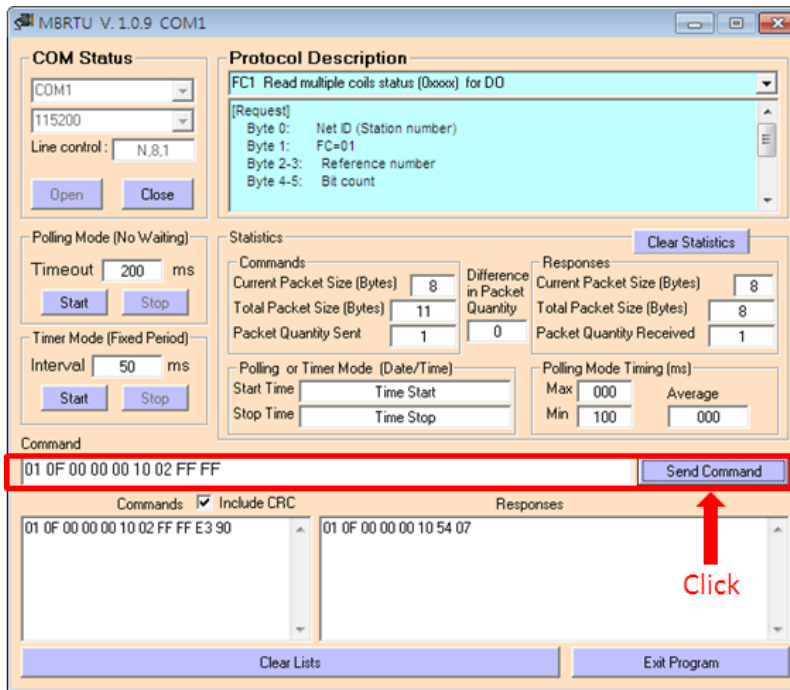 MBRTU V. 1.0.9 COM1
COM Status
COM1
115200
Line control : N,8,1
Open Close
Protocol Description
FC1 Read multiple coils status (0xxxx) for DO
[Request]
Byte 0: Net ID (Station number)
Byte 1: FC=01
Byte 2-3: Reference number
Byte 4-5: Bit count
Polling Mode (No Waiting)
Timeout 200 ms
Start Stop
Timer Mode (Fixed Period)
Interval 50 ms
Start Stop
Statistics
Clear Statistics
Commands
Current Packet Size (Bytes) 8
Total Packet Size (Bytes) 11
Packet Quantity Sent 1
Difference
in Packet
Quantity
0
Responses
Current Packet Size (Bytes) 8
Total Packet Size (Bytes) 8
Packet Quantity Received 1
Polling or Timer Mode (Date/Time)
Start Time Time Start
Stop Time Time Stop
Polling Mode Timing (ms)
Max 000 Average
Min 100 000
Command
01 0F 00 00 00 10 02 FF FF Send Command
Commands Include CRC Responses
01 0F 00 00 00 10 02 FF FF E3 90
01 0F 00 00 00 10 54 07
Click
Clear Lists Exit Program